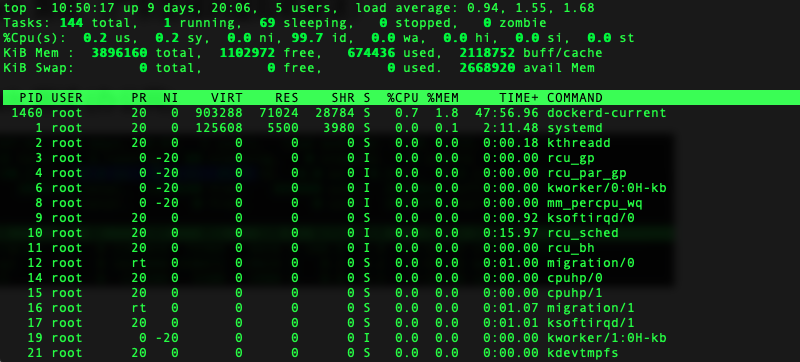 top - 10:50:17 up 9 days, 20:06,  5 users,  load average: 0.94, 1.55, 1.68
Tasks: 144 total,   1 running,  69 sleeping,   0 stopped,   0 zombie
%Cpu(s):  0.2 us,  0.2 sy,  0.0 ni, 99.7 id,  0.0 wa,  0.0 hi,  0.0 si,  0.0 st
KiB Mem :  3896160 total,  1102972 free,   674436 used,  2118752 buff/cache
KiB Swap:        0 total,        0 free,        0 used.  2668920 avail Mem
PID USER      PR  NI    VIRT    RES    SHR S  %CPU %MEM     TIME+ COMMAND
1460 root      20   0  903288  71024  28784 S   0.7  1.8  47:56.96 dockerd-current
1 root      20   0  125608   5500   3980 S   0.0  0.1   2:11.48 systemd
2 root      20   0       0      0      0 S   0.0  0.0   0:00.18 kthreadd
3 root       0 -20       0      0      0 I   0.0  0.0   0:00.00 rcu_gp
4 root       0 -20       0      0      0 I   0.0  0.0   0:00.00 rcu_par_gp
6 root       0 -20       0      0      0 I   0.0  0.0   0:00.00 kworker/0:0H-kb
8 root       0 -20       0      0      0 I   0.0  0.0   0:00.00 mm_percpu_wq
9 root      20   0       0      0      0 S   0.0  0.0   0:00.92 ksoftirqd/0
10 root      20   0       0      0      0 I   0.0  0.0   0:15.97 rcu_sched
11 root      20   0       0      0      0 I   0.0  0.0   0:00.00 rcu_bh
12 root      rt   0       0      0      0 S   0.0  0.0   0:01.00 migration/0
14 root      20   0       0      0      0 S   0.0  0.0   0:00.00 cpuhp/0
15 root      20   0       0      0      0 S   0.0  0.0   0:00.00 cpuhp/1
16 root      rt   0       0      0      0 S   0.0  0.0   0:01.07 migration/1
17 root      20   0       0      0      0 S   0.0  0.0   0:01.01 ksoftirqd/1
19 root       0 -20       0      0      0 I   0.0  0.0   0:00.00 kworker/1:0H-kb
21 root      20   0       0      0      0 S   0.0  0.0   0:00.00 kdevtmpfs